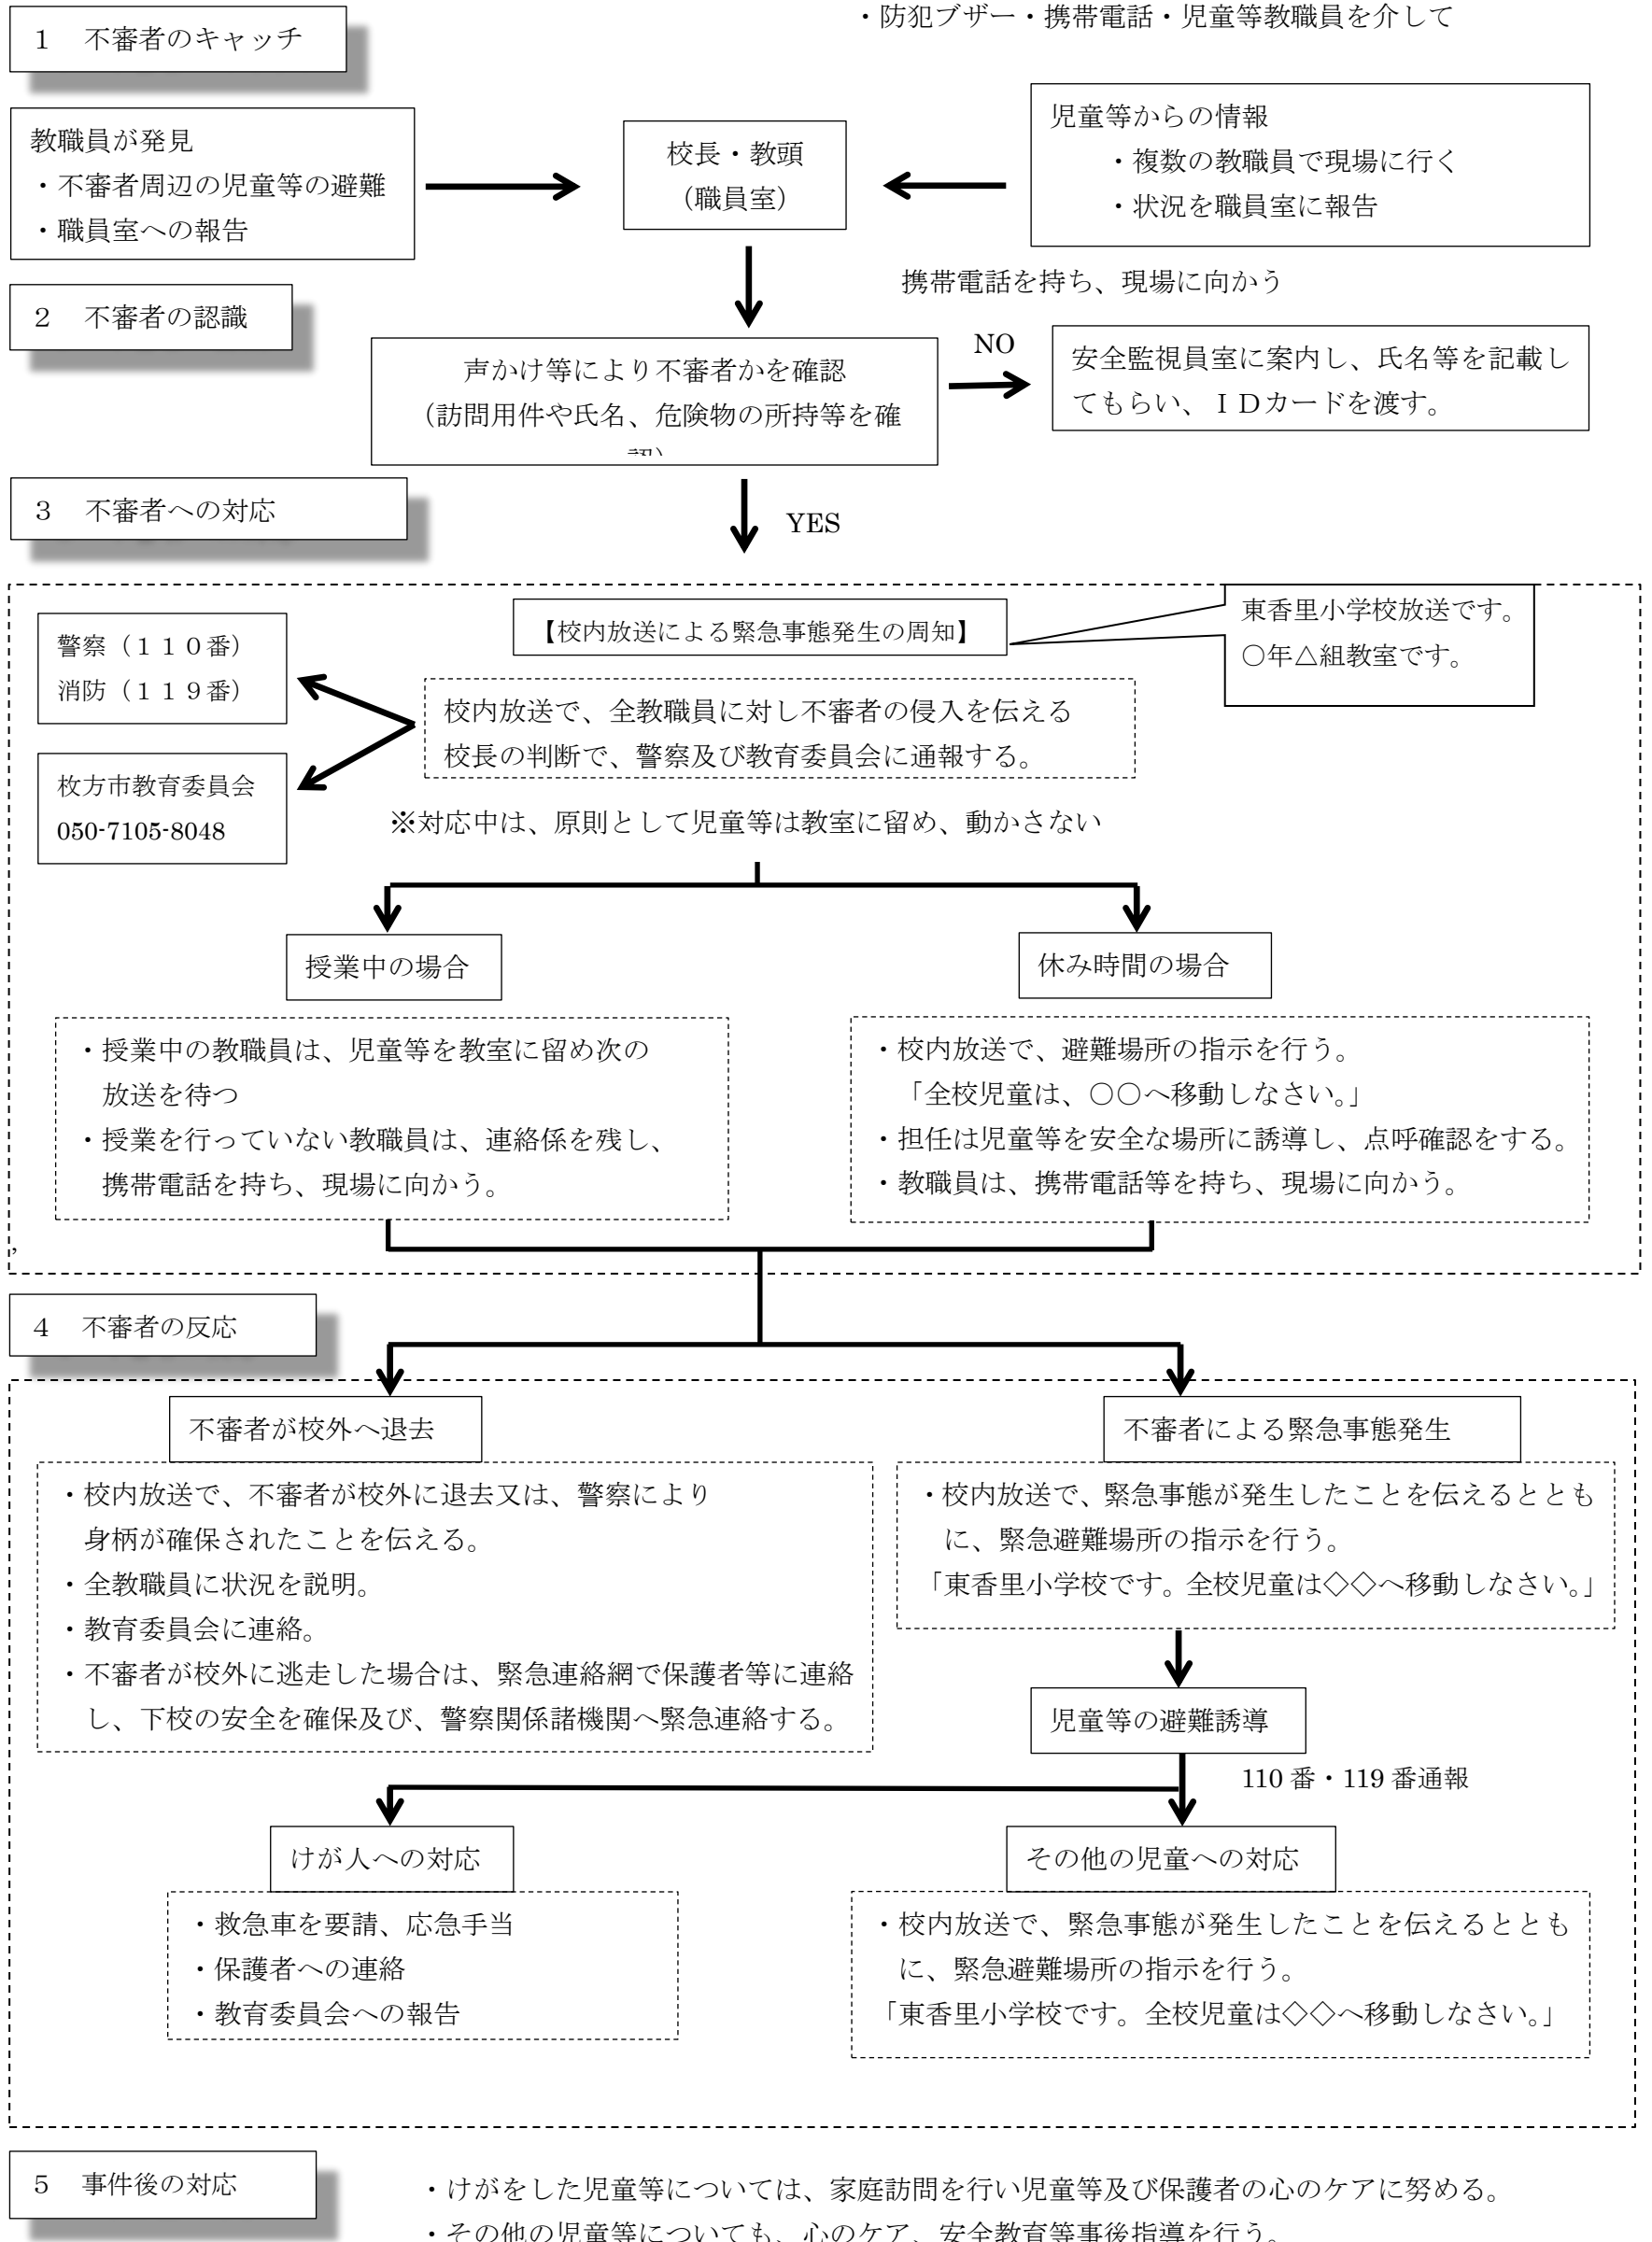 ・防犯ブザー・携帯電話・児童等教職員を介して
１　不審者のキャッチ
教職員が発見
・不審者周辺の児童等の避難
・職員室への報告
校長・教頭
（職員室）
児童等からの情報
・複数の教職員で現場に行く
・状況を職員室に報告
携帯電話を持ち、現場に向かう
２　不審者の認識
声かけ等により不審者かを確認
（訪問用件や氏名、危険物の所持等を確
NO
安全監視員室に案内し、氏名等を記載し
てもらい、ＩＤカードを渡す。
３　不審者への対応
YES
警察（１１０番）
消防（１１９番）
【校内放送による緊急事態発生の周知】
東香里小学校放送です。
○年△組教室です。
校内放送で、全教職員に対し不審者の侵入を伝える
校長の判断で、警察及び教育委員会に通報する。
枚方市教育委員会
050-7105-8048
※対応中は、原則として児童等は教室に留め、動かさない
授業中の場合
・授業中の教職員は、児童等を教室に留め次の
放送を待つ
・授業を行っていない教職員は、連絡係を残し、
携帯電話を持ち、現場に向かう。
休み時間の場合
・校内放送で、避難場所の指示を行う。
「全校児童は、○○へ移動しなさい。」
・担任は児童等を安全な場所に誘導し、点呼確認をする。
・教職員は、携帯電話等を持ち、現場に向かう。
,
４　不審者の反応
不審者が校外へ退去
・校内放送で、不審者が校外に退去又は、警察により
身柄が確保されたことを伝える。
・全教職員に状況を説明。
・教育委員会に連絡。
・不審者が校外に逃走した場合は、緊急連絡網で保護者等に連絡
し、下校の安全を確保及び、警察関係諸機関へ緊急連絡する。
不審者による緊急事態発生
・校内放送で、緊急事態が発生したことを伝えるととも
に、緊急避難場所の指示を行う。
「東香里小学校です。全校児童は◇◇へ移動しなさい。」
児童等の避難誘導
110 番・119 番通報
けが人への対応
・救急車を要請、応急手当
・保護者への連絡
・教育委員会への報告
その他の児童への対応
・校内放送で、緊急事態が発生したことを伝えるととも
に、緊急避難場所の指示を行う。
「東香里小学校です。全校児童は◇◇へ移動しなさい。」
５　事件後の対応
・けがをした児童等については、家庭訪問を行い児童等及び保護者の心のケアに努める。
・その他の児童等についても、心のケア、安全教育等事後指導を行う。